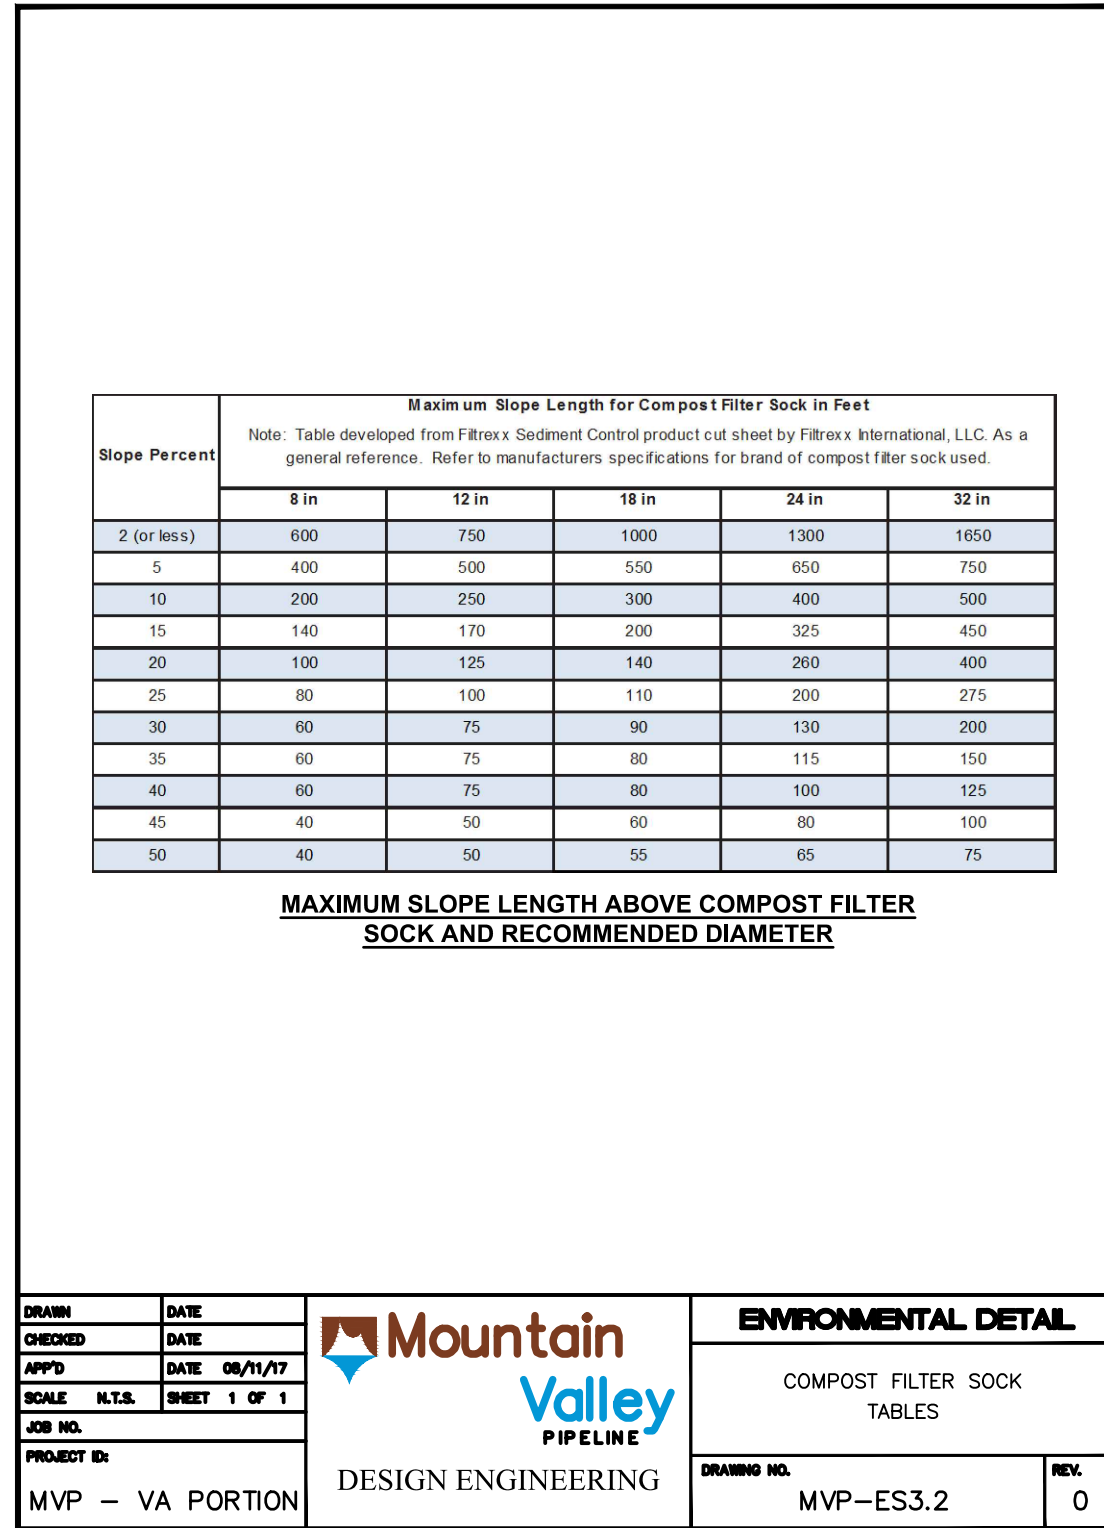 Maximum Slope Length for Compost Filter Sock in Feet
Note: Table developed from Filtrexx Sediment Control product cut sheet by Filtrexx International, LLC. As a
general reference. Refer to manufacturers specifications for brand of compost filter sock used.
Slope Percent
8 in 12 in 18 in 24 in 32 in
2 (or less) 600 750 1000 1300 1650
5 400 500 550 650 750
10 200 250 300 400 500
15 140 170 200 325 450
20 100 125 140 260 400
25 80 100 110 200 275
30 60 75 90 130 200
35 60 75 80 115 150
40 60 75 80 100 125
45 40 50 60 80 100
50 40 50 55 65 75
MAXIMUM SLOPE LENGTH ABOVE COMPOST FILTER
SOCK AND RECOMMENDED DIAMETER
DRAWN DATE
CHECKED DATE
APP'D DATE 08/11/17
SCALE N.T.S. SHEET 1 OF 1
JOB NO.
PROJECT ID:
MVP - VA PORTION
Mountain
Valley
PIPELINE
DESIGN ENGINEERING
ENVIRONMENTAL DETAIL
COMPOST FILTER SOCK
TABLES
DRAWING NO.
MVP-ES3.2
REV.
0